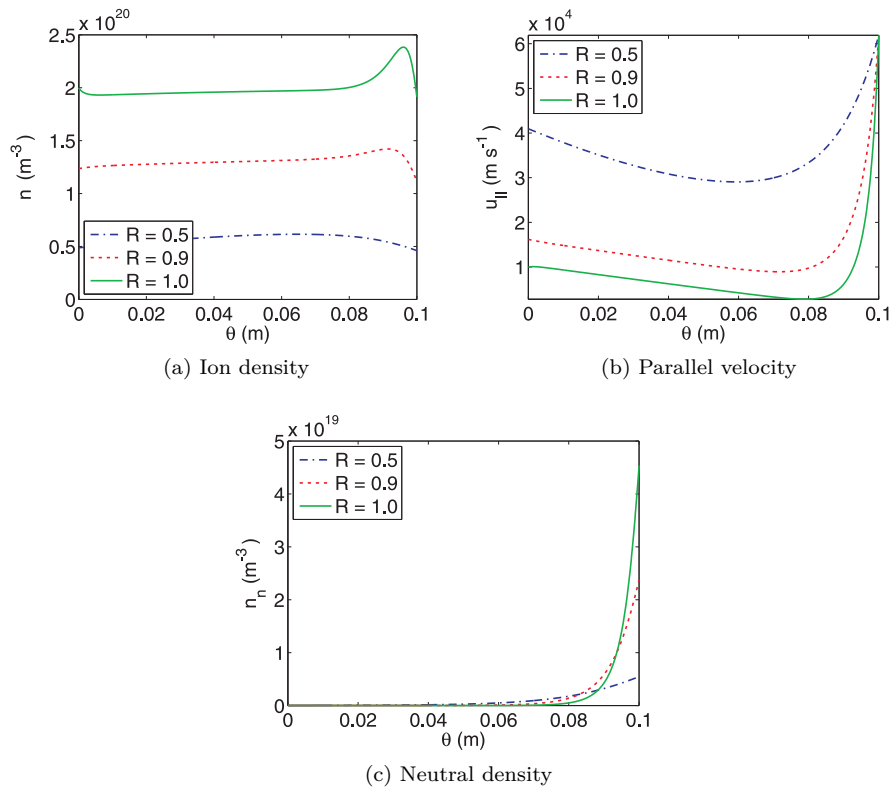 x 10^20
2.5
2
1.5
1
0.5
0
n (m^-3)
R = 0.5
R = 0.9
R = 1.0
0 0.02 0.04 0.06 0.08 0.1
θ (m)
(a) Ion density
x 10^4
6
5
4
3
2
1
u_II (m s^-1)
R = 0.5
R = 0.9
R = 1.0
0 0.02 0.04 0.06 0.08 0.1
θ (m)
(b) Parallel velocity
x 10^19
5
4
3
2
1
0
n_n (m^-3)
R = 0.5
R = 0.9
R = 1.0
0 0.02 0.04 0.06 0.08 0.1
θ (m)
(c) Neutral density